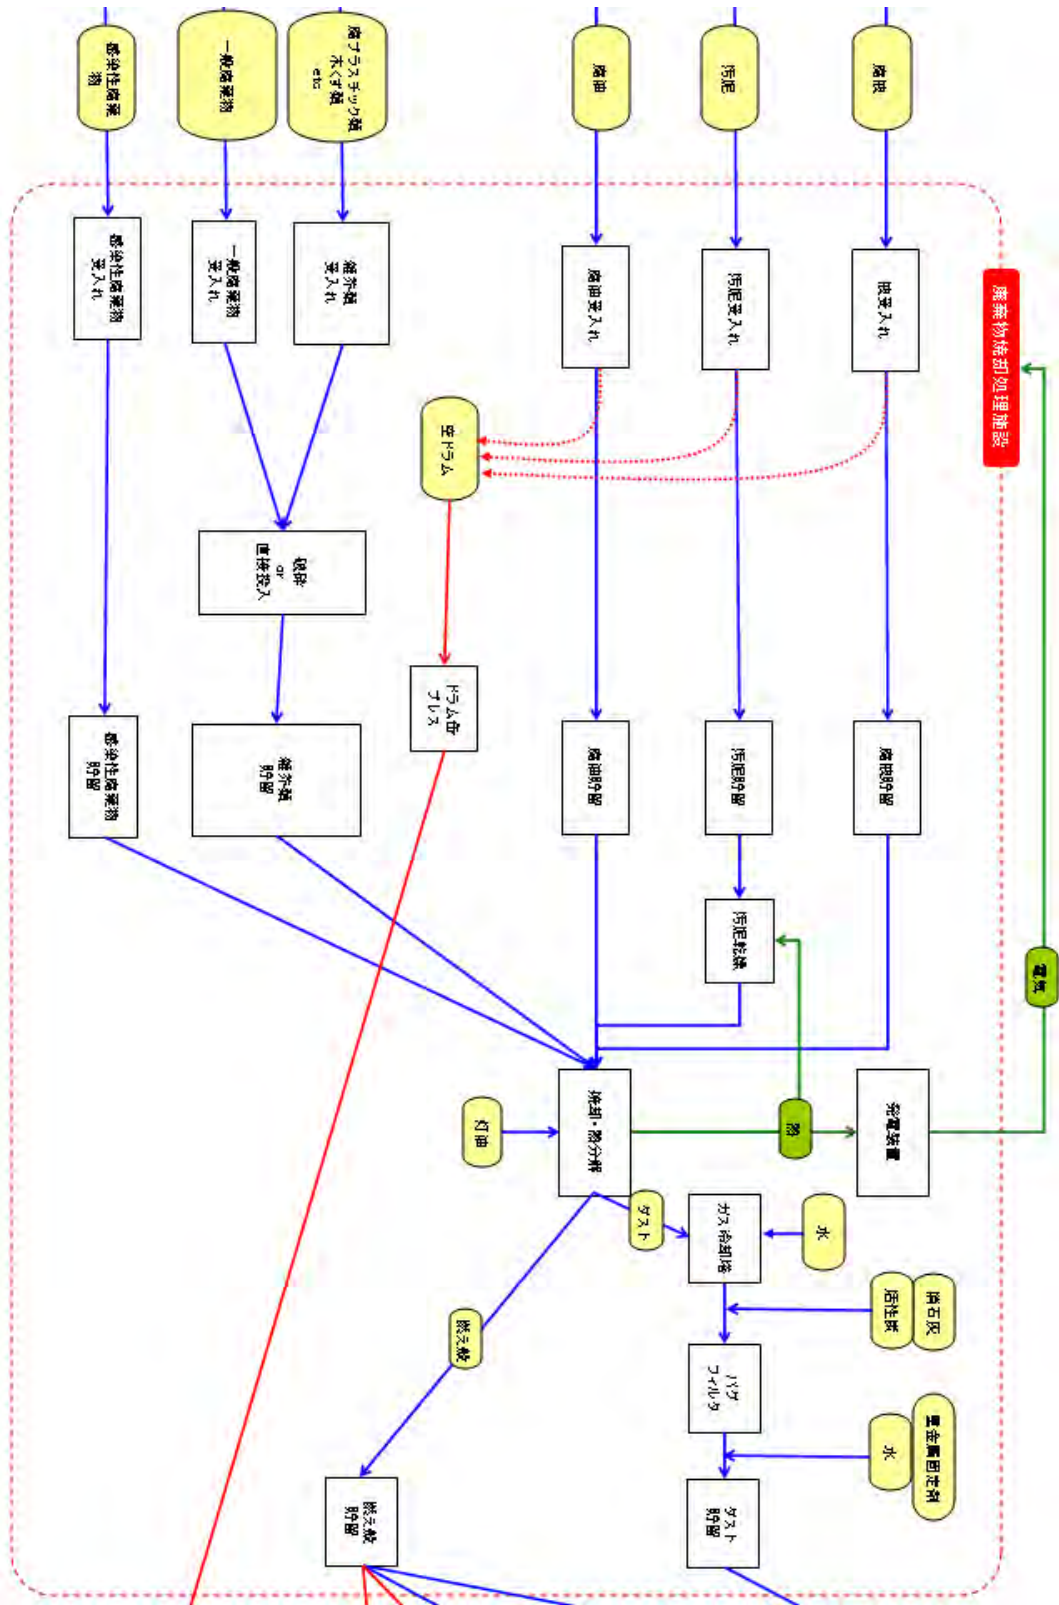 電気
廃棄物焼却処理施設
廃液
液受入れ
廃液貯留
発電装置
消石灰
活性炭
重金属固定剤
水
水
熱
汚泥
汚泥受入れ
汚泥貯留
汚泥乾燥
ガス冷却塔
バグ
フィルタ
ダスト
貯留
ダスト
廃油
廃油受入れ
廃油貯留
焼却・熱分解
灯油
燃え殻
空ドラム
ドラム缶
プレス
燃え殻
貯留
廃プラスチック類
木くず類
etc
雑芥類
受入れ
一般廃棄物
一般廃棄物
受入れ
破砕
or
直接投入
雑芥類
貯留
感染性廃棄
物
感染性廃棄物
受入れ
感染性廃棄物
貯留